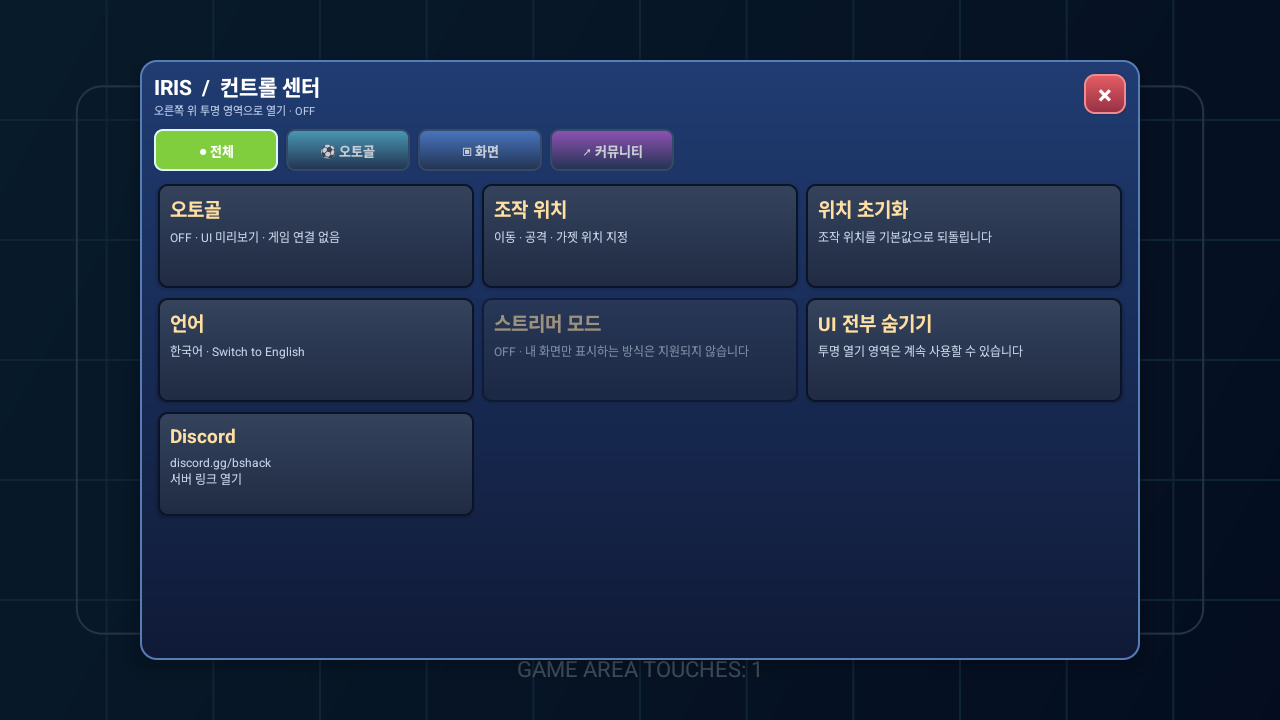 IRIS / 컨트롤 센터
오른쪽 위 투명 영역으로 열기 · OFF
×
● 전체
⚽ 오토골
▣ 화면
↗ 커뮤니티
오토골
OFF · UI 미리보기 · 게임 연결 없음
조작 위치
이동 · 공격 · 가젯 위치 지정
위치 초기화
조작 위치를 기본값으로 되돌립니다
언어
한국어 · Switch to English
스트리머 모드
OFF · 내 화면만 표시하는 방식은 지원되지 않습니다
UI 전부 숨기기
투명 열기 영역은 계속 사용할 수 있습니다
Discord
discord.gg/bshack
서버 링크 열기
GAME AREA TOUCHES: 1